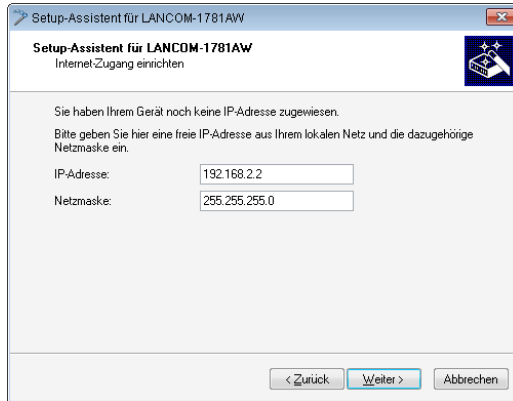 Setup-Assistent für LANCOM-1781AW
Setup-Assistent für LANCOM-1781AW
Internet-Zugang einrichten
Sie haben Ihrem Gerät noch keine IP-Adresse zugewiesen.
Bitte geben Sie hier eine freie IP-Adresse aus Ihrem lokalen Netz und die dazugehörige
Netzmaske ein.
IP-Adresse: 192.168.2.2
Netzmaske: 255.255.255.0
< Zurück Weiter > Abbrechen